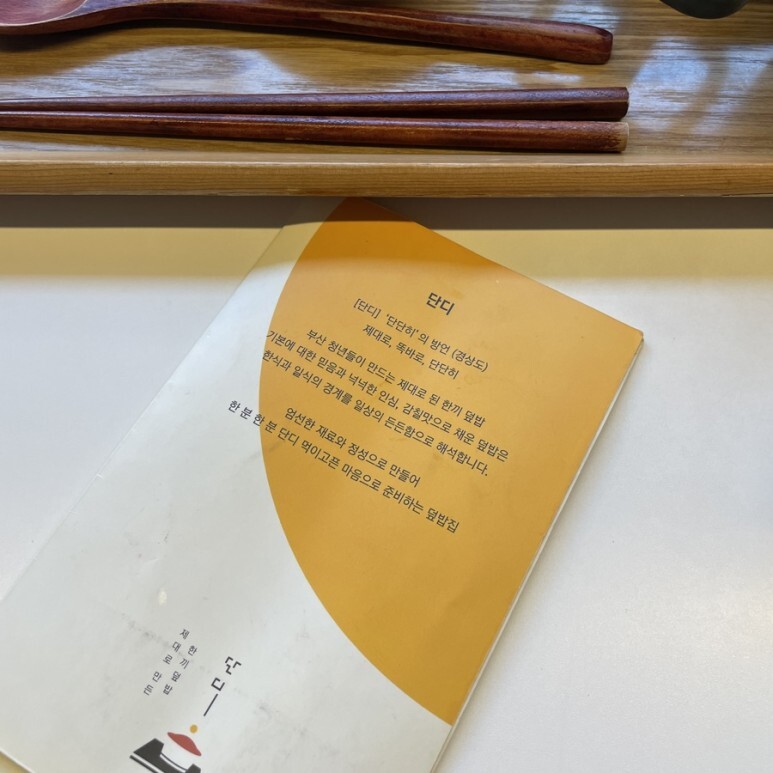 단디
[단디] '단단히'의 방언 (경상도)
제대로, 똑바로, 단단히
부산 청년들이 만드는 제대로 된 한끼 덮밥
기본에 대한 믿음과 넉넉한 인심, 감칠맛으로 채운 덮밥은
한식과 일식의 경계를 일상의 든든함으로 해석합니다.
엄선한 재료와 정성으로 만들어
한 분 한 분 단디 먹이고픈 마음으로 준비하는 덮밥집
제대로 만든
한끼 덮밥
단디